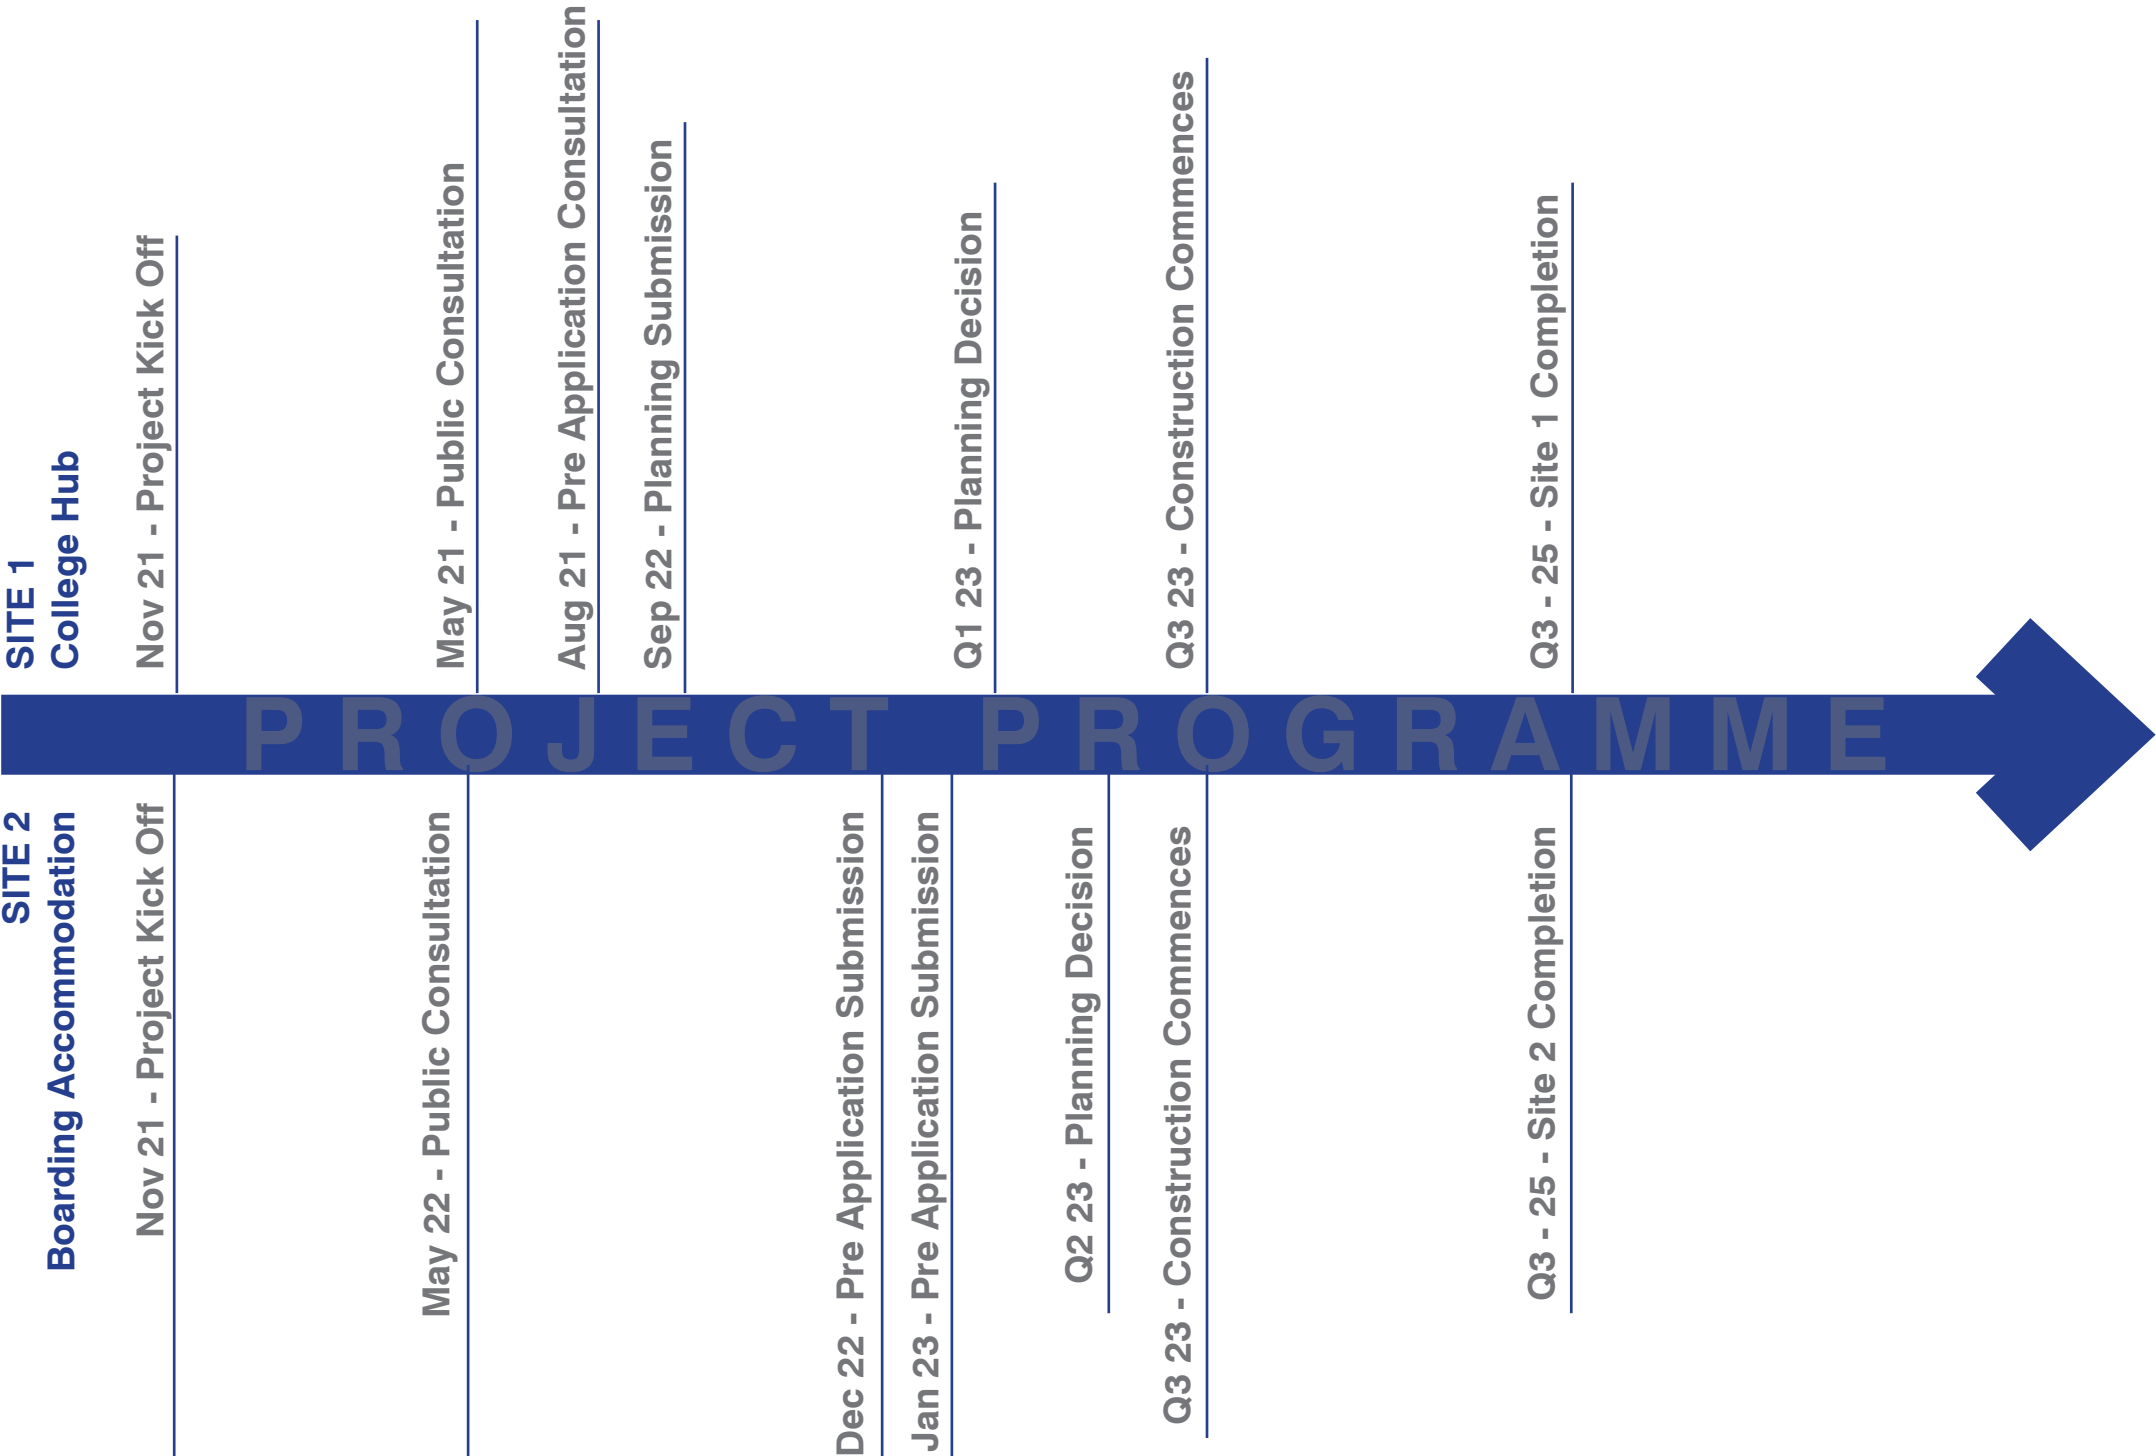 SITE 1
College Hub
Nov 21 - Project Kick Off
May 21 - Public Consultation
Aug 21 - Pre Application Consultation
Sep 22 - Planning Submission
Q1 23 - Planning Decision
Q3 23 - Construction Commences
Q3 - 25 - Site 1 Completion
PROJECT PROGRAMME
SITE 2
Boarding Accommodation
Nov 21 - Project Kick Off
May 22 - Public Consultation
Dec 22 - Pre Application Submission
Jan 23 - Pre Application Submission
Q2 23 - Planning Decision
Q3 23 - Construction Commences
Q3 - 25 - Site 2 Completion